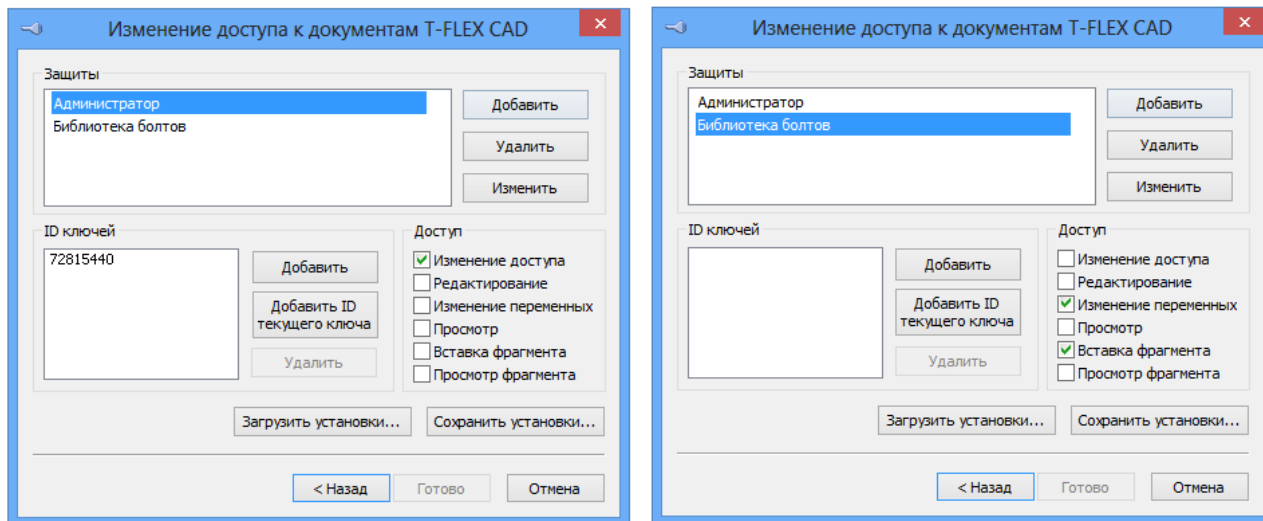 Изменение доступа к документам T-FLEX CAD
Защиты
Администратор
Библиотека болтов
Добавить
Удалить
Изменить
ID ключей
72815440
Добавить
Добавить ID
текущего ключа
Удалить
Доступ
Изменение доступа
Редактирование
Изменение переменных
Просмотр
Вставка фрагмента
Просмотр фрагмента
Загрузить установки...
Сохранить установки...
< Назад
Готово
Отмена
Изменение доступа к документам T-FLEX CAD
Защиты
Администратор
Библиотека болтов
Добавить
Удалить
Изменить
ID ключей
Добавить
Добавить ID
текущего ключа
Удалить
Доступ
Изменение доступа
Редактирование
Изменение переменных
Просмотр
Вставка фрагмента
Просмотр фрагмента
Загрузить установки...
Сохранить установки...
< Назад
Готово
Отмена